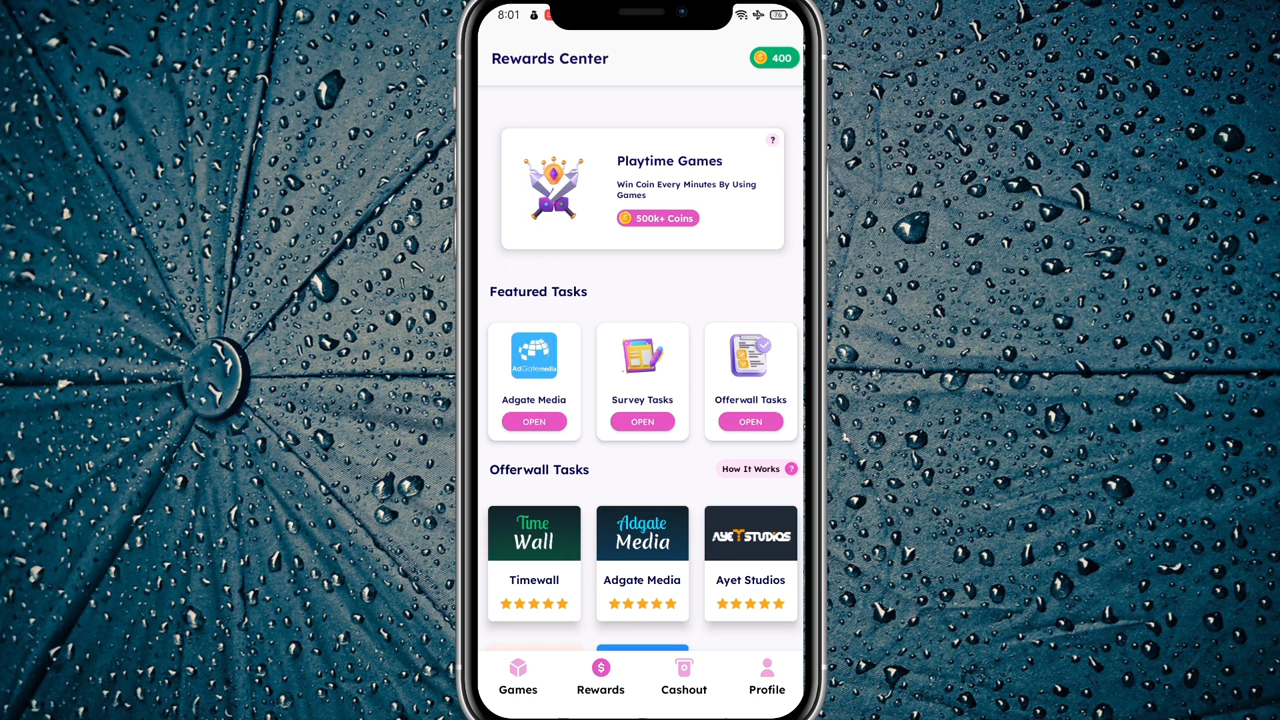 8:01
76
Rewards Center
400
?
Playtime Games
Win Coin Every Minutes By Using
Games
500k+ Coins
Featured Tasks
AdGatemedia
Adgate Media
Survey Tasks
Offerwall Tasks
OPEN
OPEN
OPEN
Offerwall Tasks
How It Works ?
Time
Wall
Adgate
Media
AYET STUDIOS
Timewall
Adgate Media
Ayet Studios
Games
Rewards
Cashout
Profile